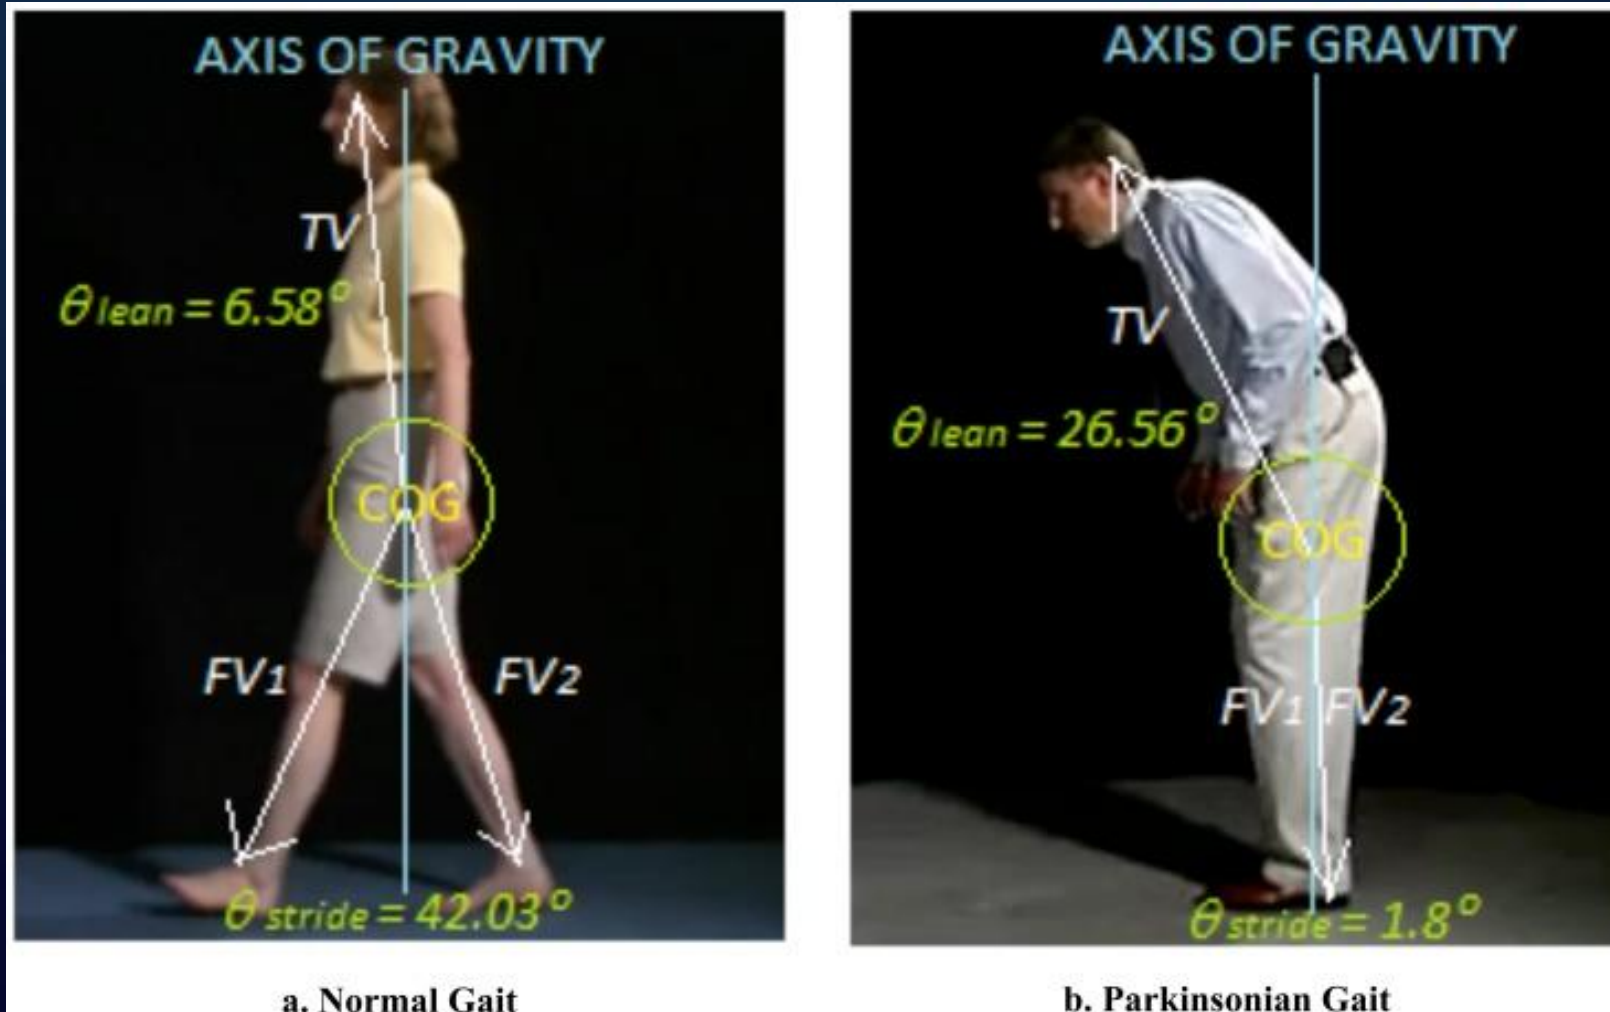 AXIS OF GRAVITY
TV
θ lean = 6.58°
COG
FV1
FV2
θ stride = 42.03°
a. Normal Gait
AXIS OF GRAVITY
TV
θ lean = 26.56°
COG
FV1
FV2
θ stride = 1.8°
b. Parkinsonian Gait